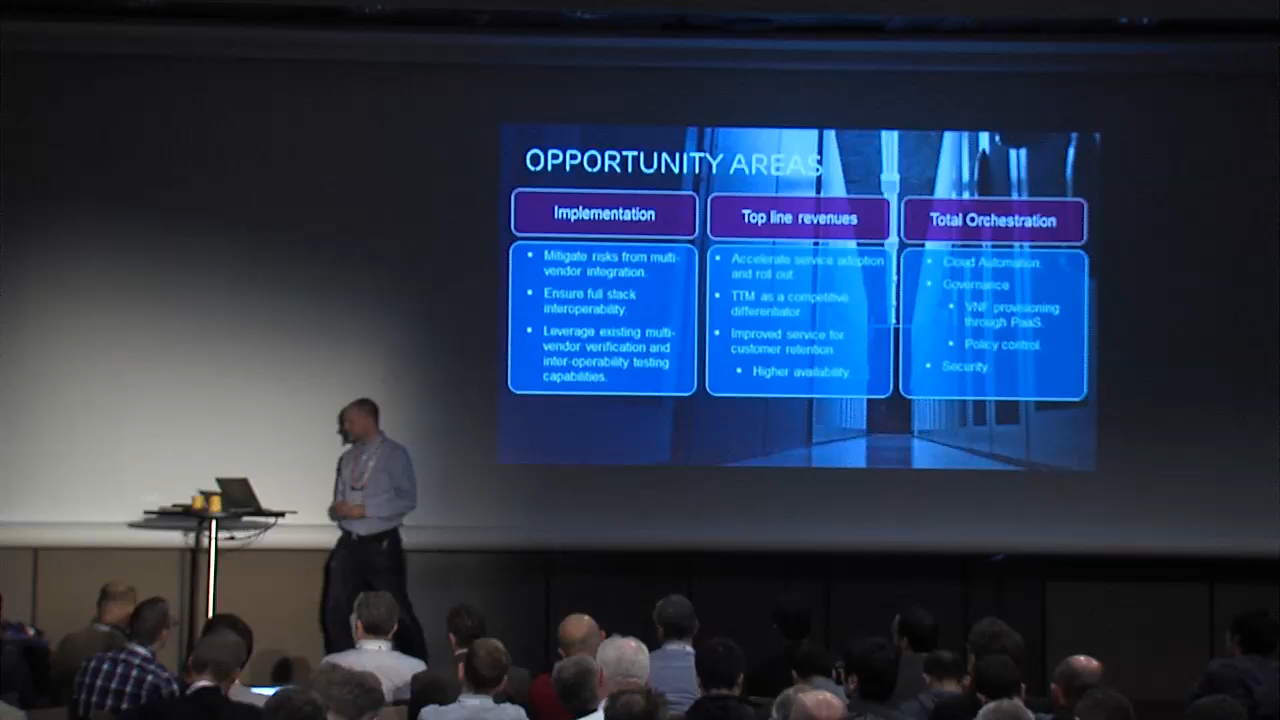 OPPORTUNITY AREAS
Implementation
Mitigate risks from multi-
vendor integration.
Ensure full stack
interoperability.
Leverage existing multi-
vendor verification and
inter-operability testing
capabilities.
Top line revenues
Accelerate service adoption
and roll out
TTM as a competitive
differentiator
Improved service for
customer retention
Higher availability.
Total Orchestration
Cloud Automation.
Governance
VNF provisioning
through PaaS.
Policy control.
Security.